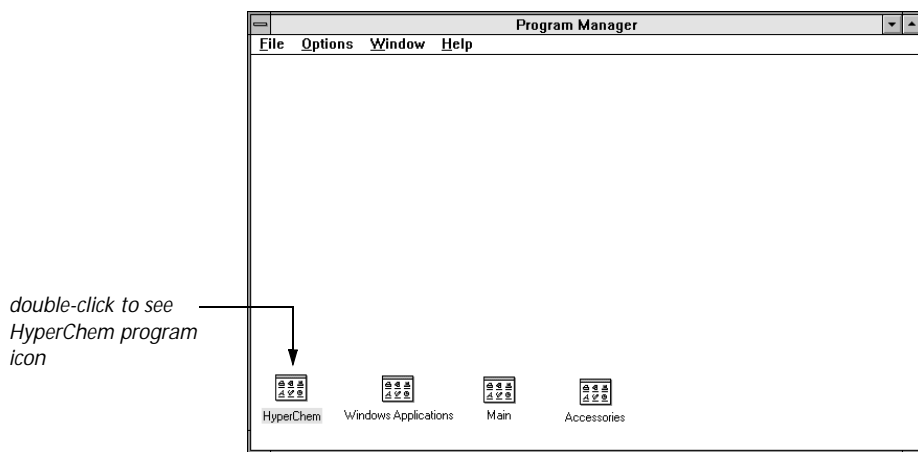 Program Manager
File Options Window Help
double-click to see
HyperChem program
icon
HyperChem Windows Applications Main Accessories